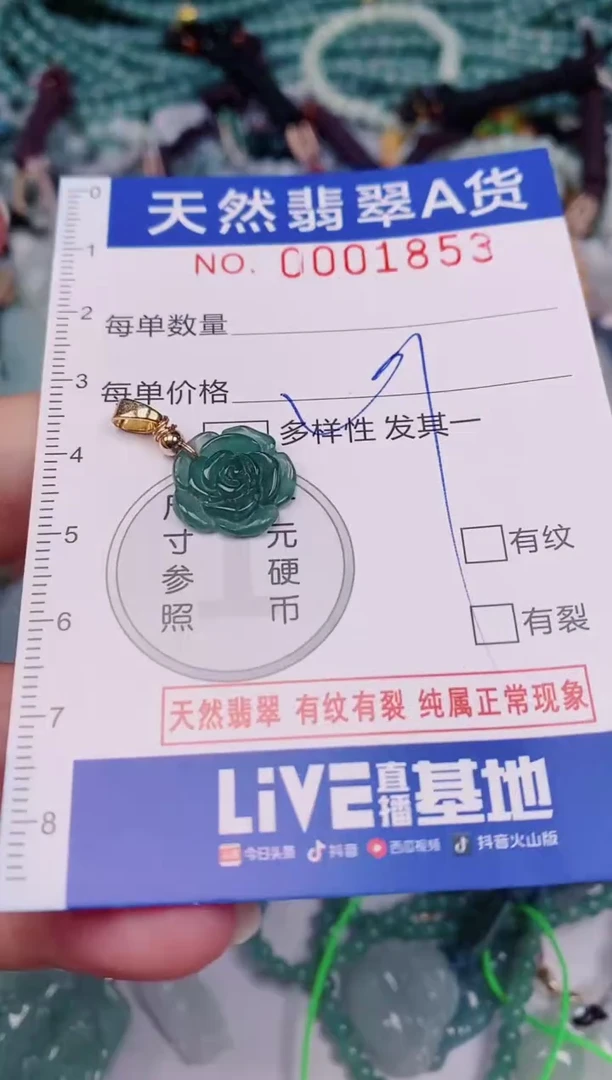 天然翡翠A货
NO. 0001853
0
1
2
每单数量
3
每单价格
多样性 发其一
4
5
尺寸参照
元硬币
1
有纹
6
有裂
7
天然翡翠 有纹有裂 纯属正常现象
8
LiVE直播基地
今日头条 抖音 西瓜视频 抖音火山版